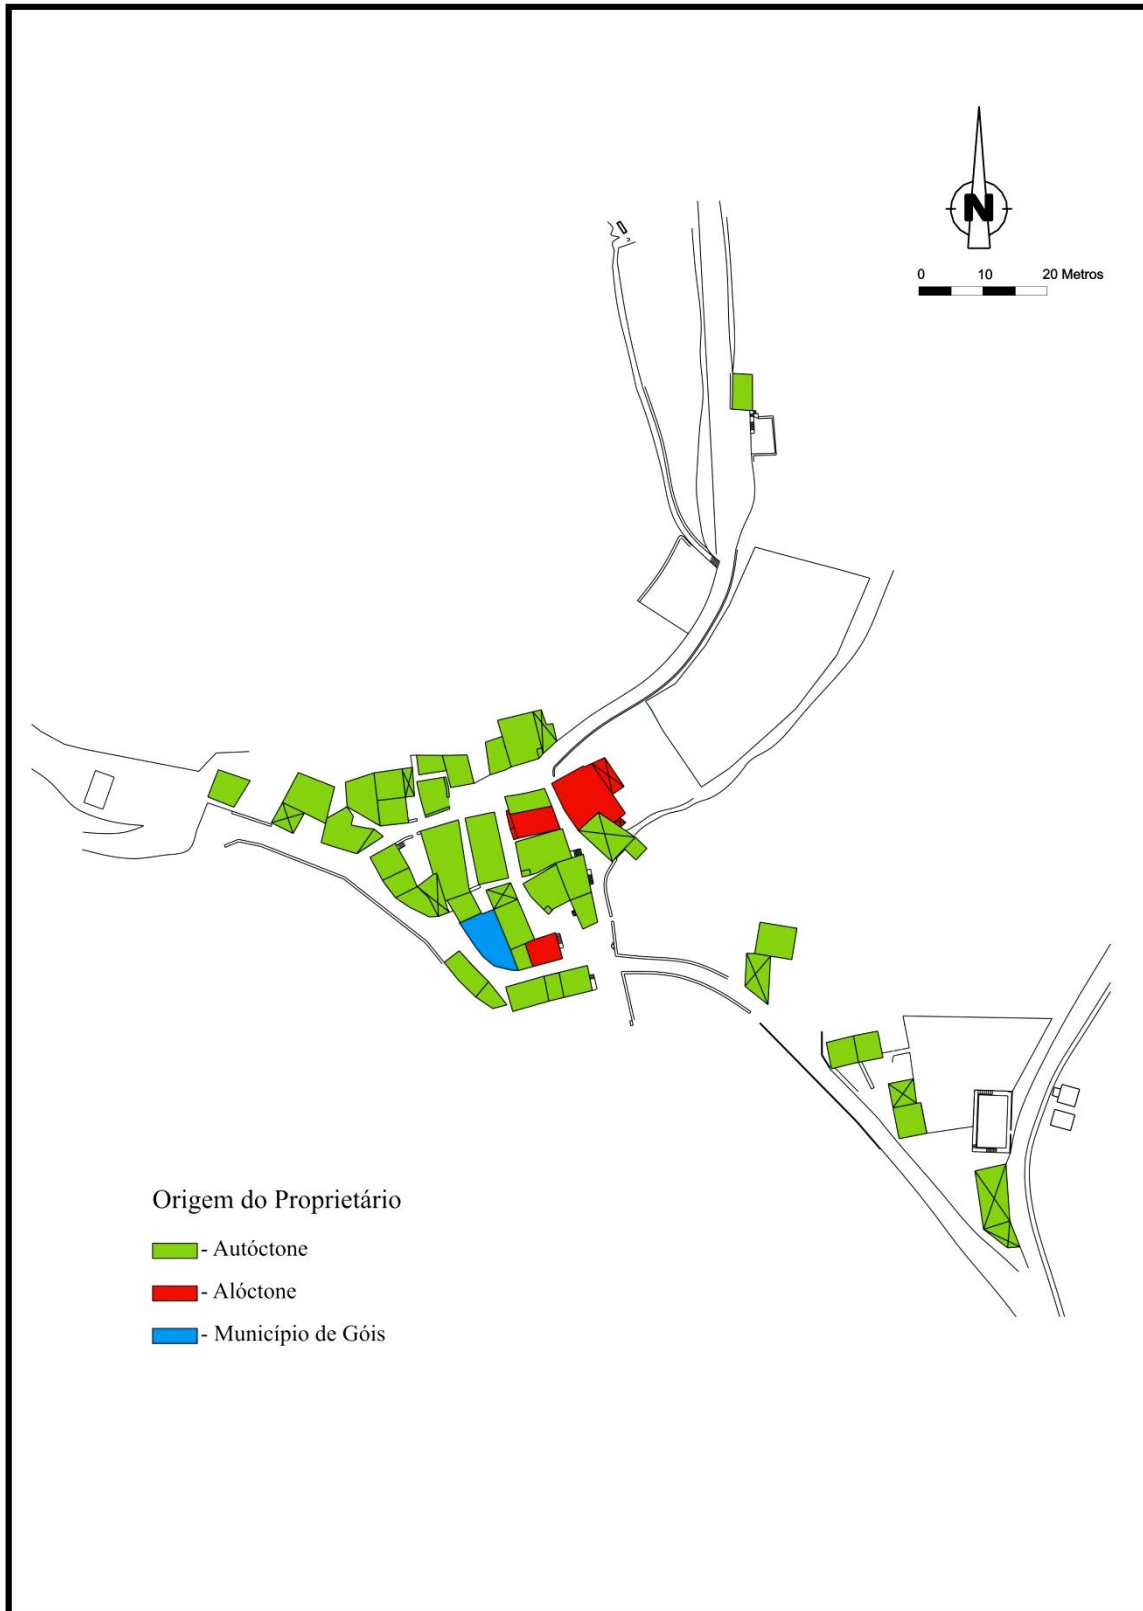 N
0 10 20 Metros
Origem do Proprietário
- Autóctone
- Alóctone
- Município de Góis